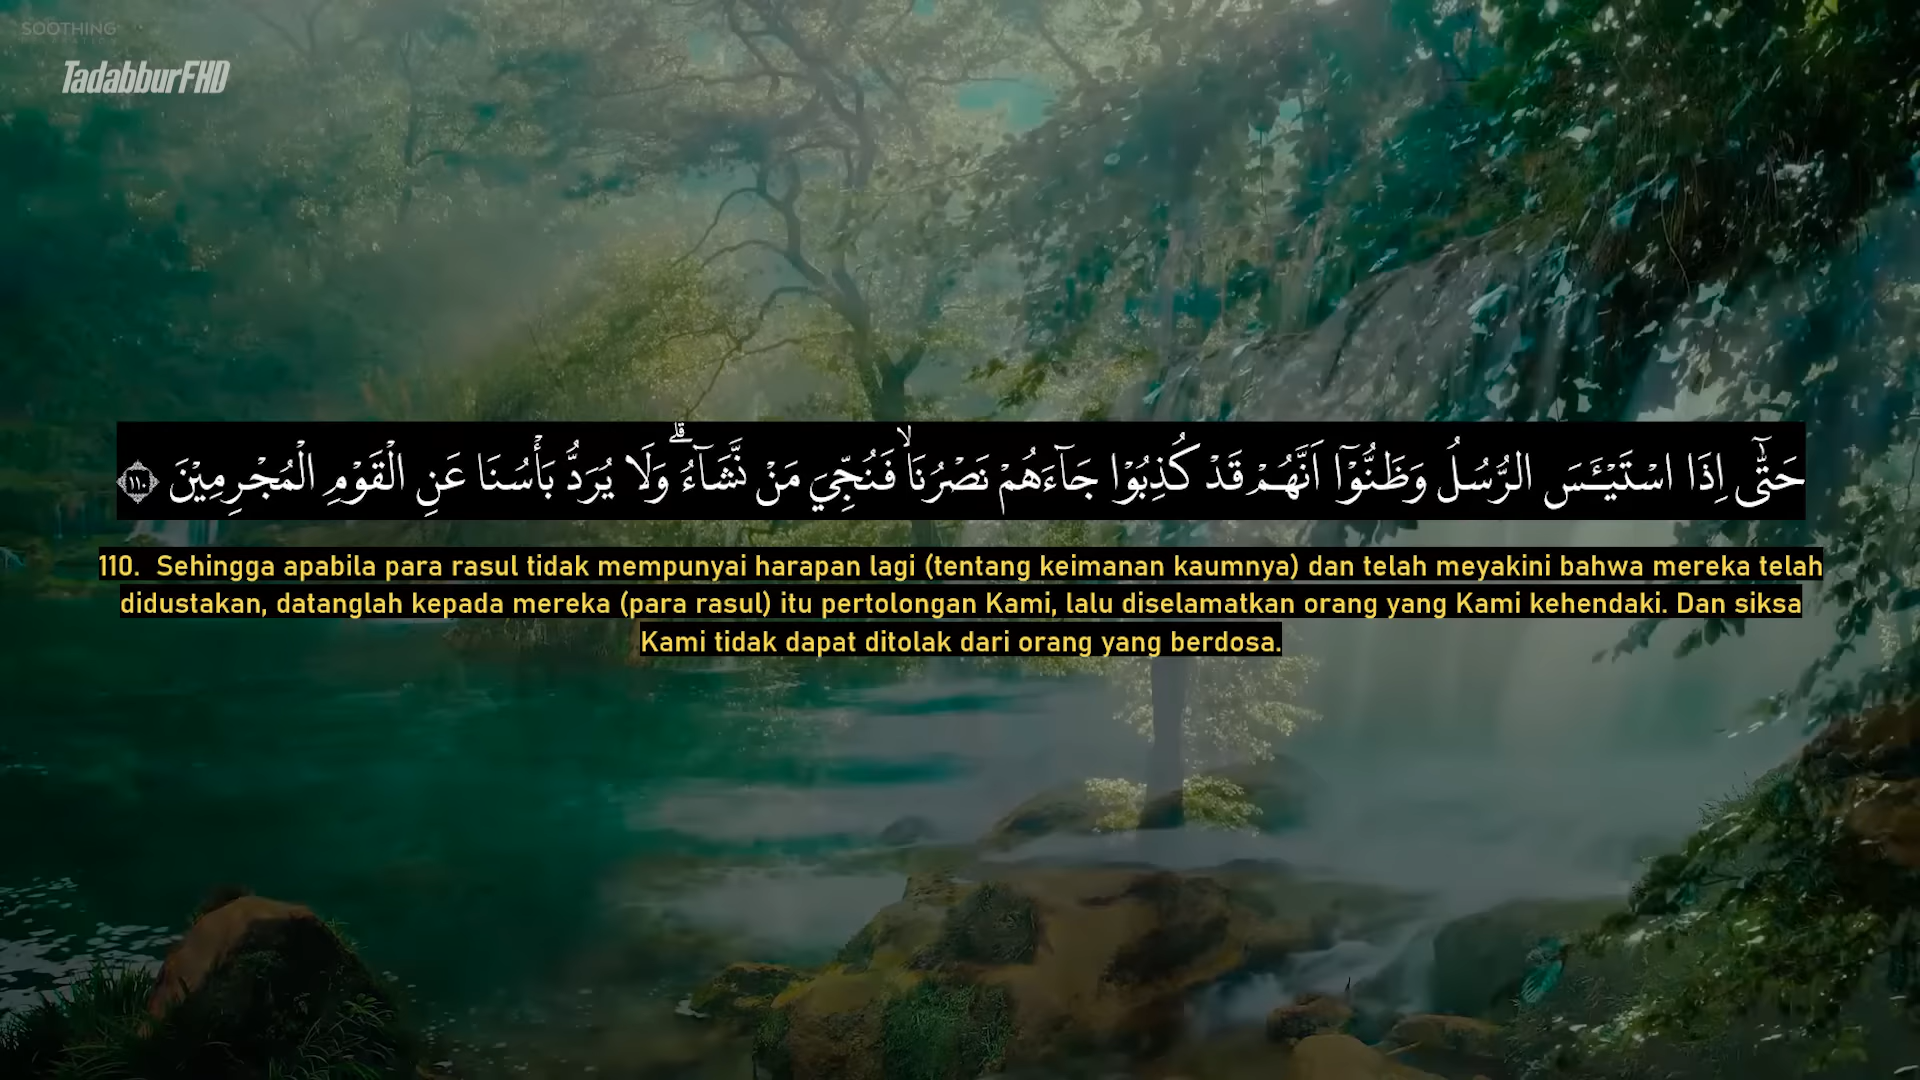 SOOTHING
TadabburFHD
حَتّٰٓى اِذَا اسْتَيْـَٔسَ الرُّسُلُ وَظَنُّوْٓا اَنَّهُمْ قَدْ كُذِبُوْا جَاۤءَهُمْ نَصْرُنَاۙ فَنُجِّيَ مَنْ نَّشَاۤءُ ۗوَلَا يُرَدُّ بَأْسُنَا عَنِ الْقَوْمِ الْمُجْرِمِيْنَ ١١٠
110. Sehingga apabila para rasul tidak mempunyai harapan lagi (tentang keimanan kaumnya) dan telah meyakini bahwa mereka telah
didustakan, datanglah kepada mereka (para rasul) itu pertolongan Kami, lalu diselamatkan orang yang Kami kehendaki. Dan siksa
Kami tidak dapat ditolak dari orang yang berdosa.